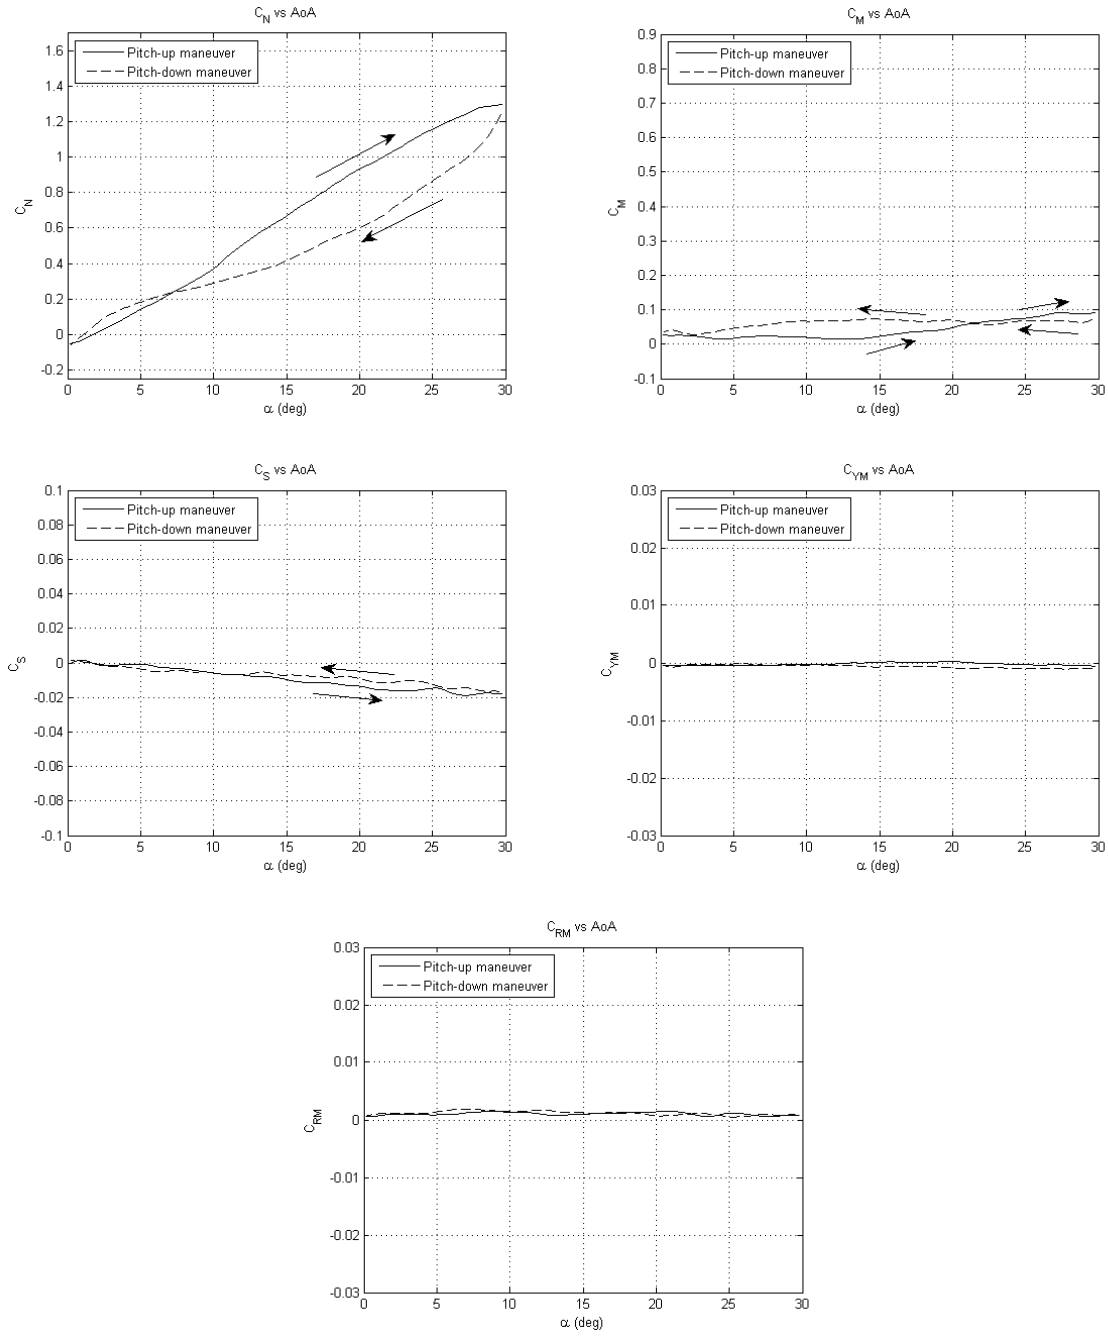 C_N vs AoA
Pitch-up maneuver
Pitch-down maneuver
1.6
1.4
1.2
1
0.8
0.6
0.4
0.2
0
-0.2
C_N
0 5 10 15 20 25 30
α (deg)
C_M vs AoA
Pitch-up maneuver
Pitch-down maneuver
0.9
0.8
0.7
0.6
0.5
0.4
0.3
0.2
0.1
0
-0.1
C_M
0 5 10 15 20 25 30
α (deg)
C_S vs AoA
Pitch-up maneuver
Pitch-down maneuver
0.1
0.08
0.06
0.04
0.02
0
-0.02
-0.04
-0.06
-0.08
-0.1
C_S
0 5 10 15 20 25 30
α (deg)
C_YM vs AoA
Pitch-up maneuver
Pitch-down maneuver
0.03
0.02
0.01
0
-0.01
-0.02
-0.03
C_YM
0 5 10 15 20 25 30
α (deg)
C_RM vs AoA
Pitch-up maneuver
Pitch-down maneuver
0.03
0.02
0.01
0
-0.01
-0.02
-0.03
C_RM
0 5 10 15 20 25 30
α (deg)